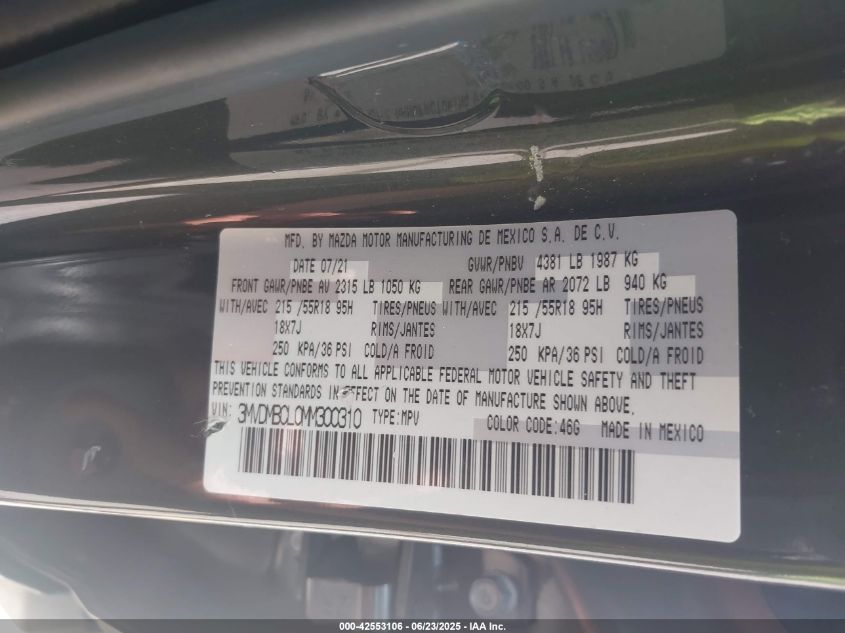 MFD. BY MAZDA MOTOR MANUFACTURING DE MEXICO S.A. DE C.V.
DATE 07/21 GVWR/PNBV 4381 LB 1987 KG
FRONT GAWR/PNBE AV 2315 LB 1050 KG REAR GAWR/PNBE AR 2072 LB 940 KG
WITH/AVEC 215 /55R18 95H TIRES/PNEUS WITH/AVEC 215 /55R18 95H TIRES/PNEUS
18X7J RIMS/JANTES 18X7J RIMS/JANTES
250 KPA/36 PSI COLD/A FROID 250 KPA/36 PSI COLD/A FROID
THIS VEHICLE CONFORMS TO ALL APPLICABLE FEDERAL MOTOR VEHICLE SAFETY AND THEFT
PREVENTION STANDARDS IN EFFECT ON THE DATE OF MANUFACTURE SHOWN ABOVE.
VIN: 3MVDMBCL0MM300310 TYPE:MPV COLOR CODE:46G MADE IN MEXICO
000-42553106 - 06/23/2025 - IAA Inc.